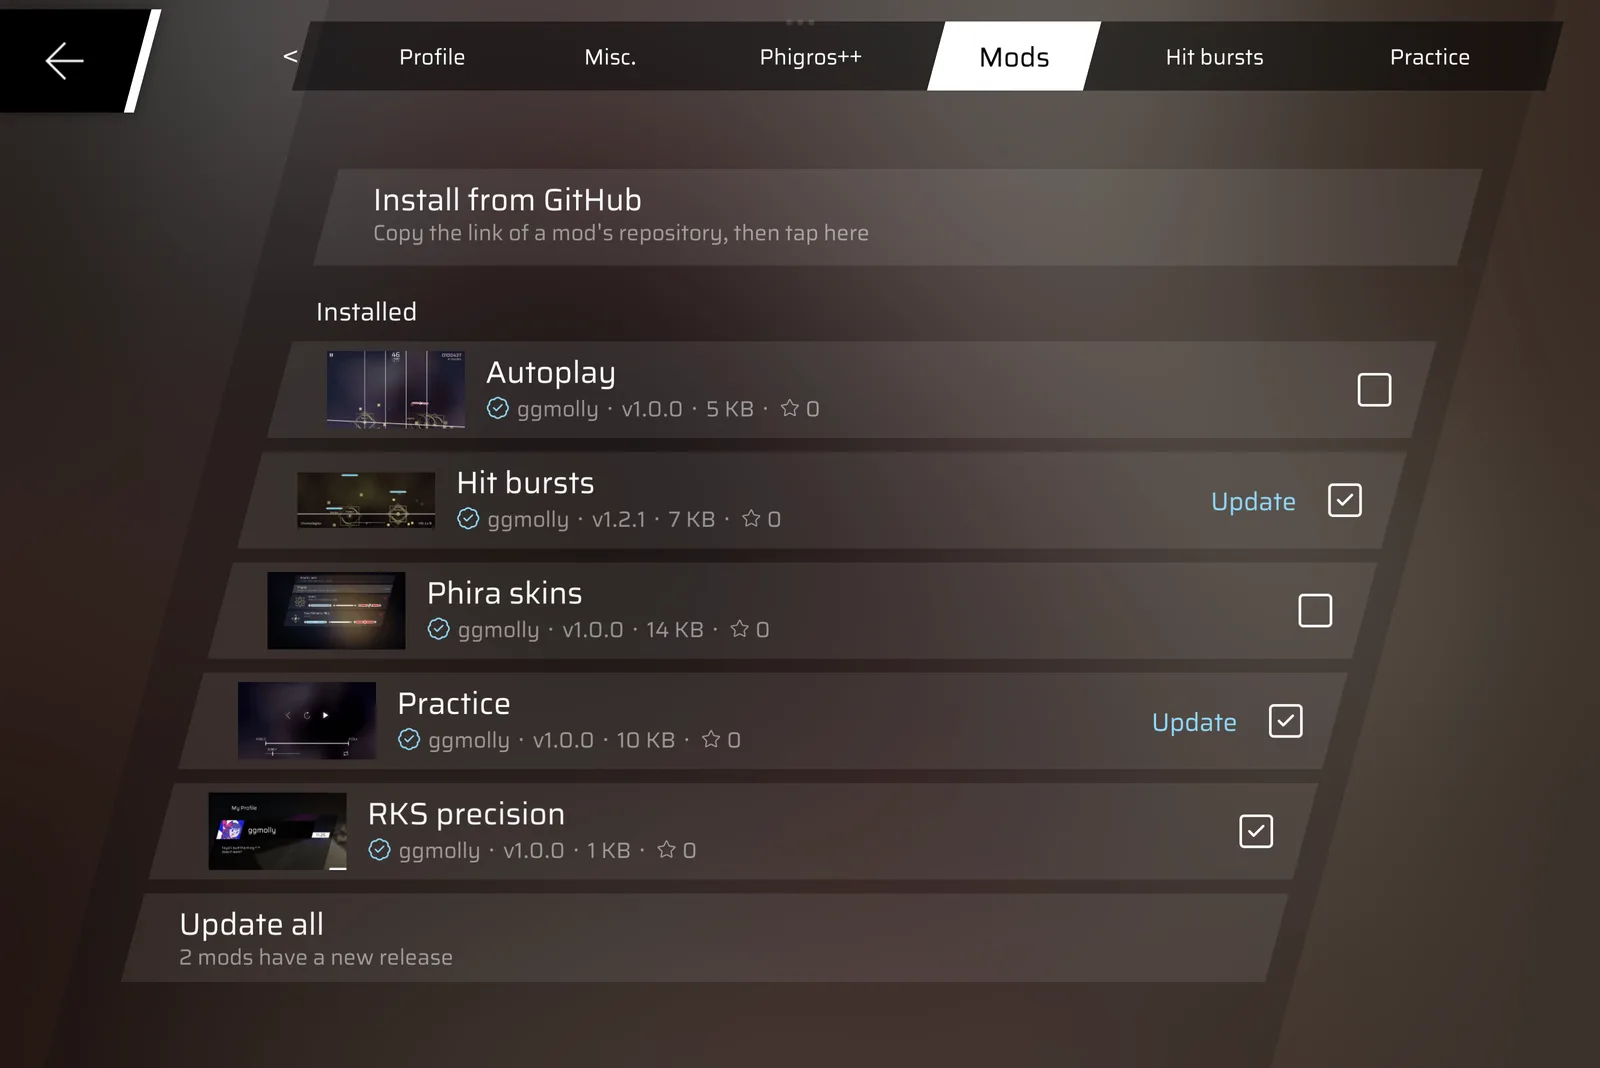 <
Profile
Misc.
Phigros++
Mods
Hit bursts
Practice
Install from GitHub
Copy the link of a mod's repository, then tap here
Installed
Autoplay
ggmolly · v1.0.0 · 5 KB · ☆ 0
Hit bursts
ggmolly · v1.2.1 · 7 KB · ☆ 0
Update
Phira skins
ggmolly · v1.0.0 · 14 KB · ☆ 0
Practice
ggmolly · v1.0.0 · 10 KB · ☆ 0
Update
My Profile
ggmolly
RKS precision
ggmolly · v1.0.0 · 1 KB · ☆ 0
Update all
2 mods have a new release